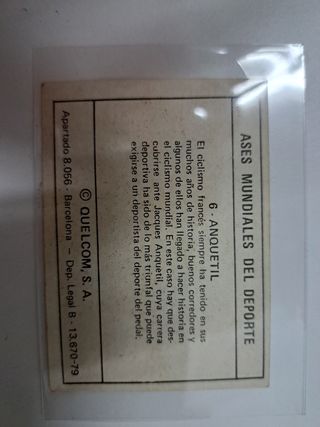 ASES MUNDIALES DEL DEPORTE
6 - ANQUETIL
El ciclismo francés siempre ha tenido en sus
muchos años de historia, buenos corredores y
algunos de ellos han llegado a hacer historia en
el ciclismo mundial. En este caso hay que des-
cubrirse ante Jacques Anquetil, cuya carrera
deportiva ha sido de lo más triunfal que puede
exigirse a un deportista del deporte del pedal.
© QUELCOM, S. A.
Apartado 8.056 - Barcelona — Dep. Legal B - 13.670-79